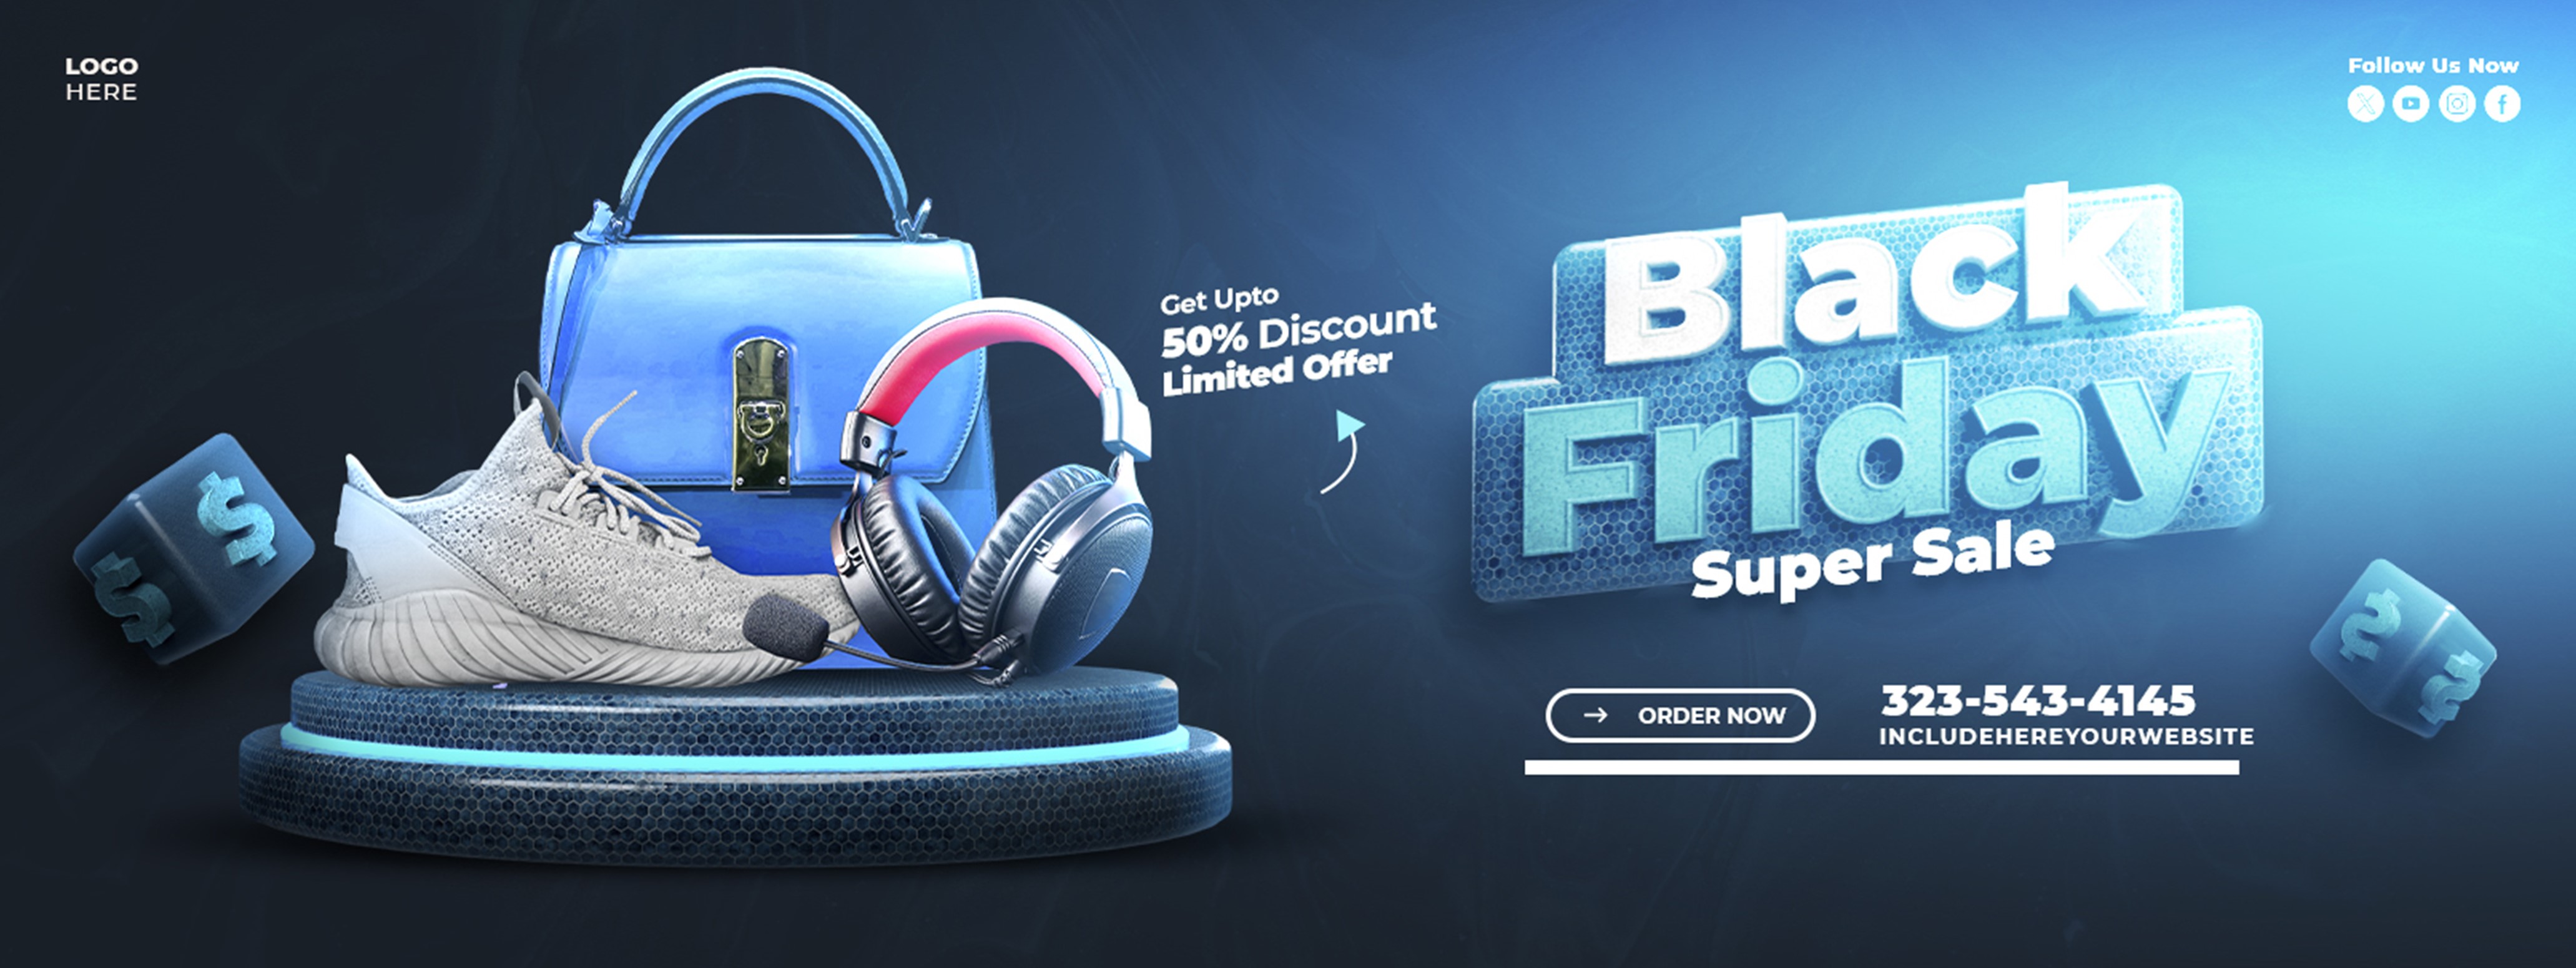 LOGO
HERE
Follow Us Now
Get Upto
50% Discount
Limited Offer
Black
Friday
Super Sale
$
$
$
$
ORDER NOW
323-543-4145
INCLUDEHEREYOURWEBSITE